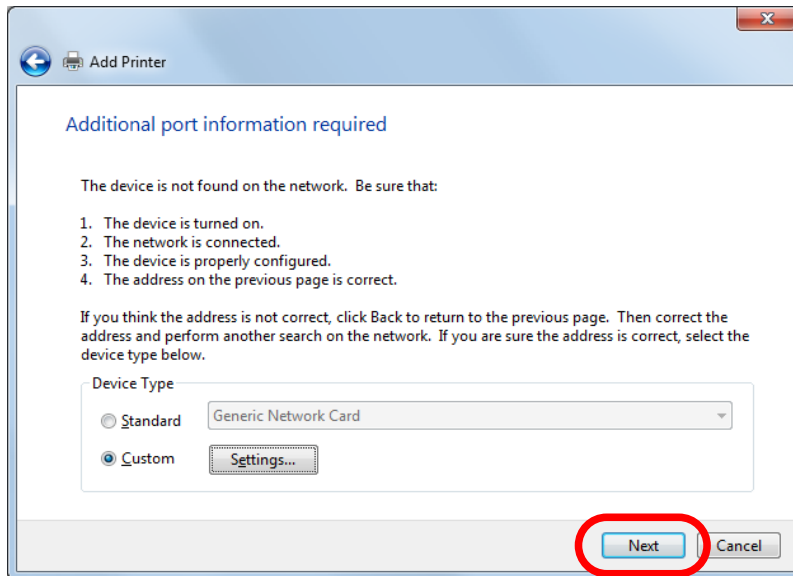 Add Printer
Additional port information required
The device is not found on the network.  Be sure that:
1.  The device is turned on.
2.  The network is connected.
3.  The device is properly configured.
4.  The address on the previous page is correct.
If you think the address is not correct, click Back to return to the previous page.  Then correct the
address and perform another search on the network.  If you are sure the address is correct, select the
device type below.
Device Type
Standard Generic Network Card
Custom Settings...
Next Cancel